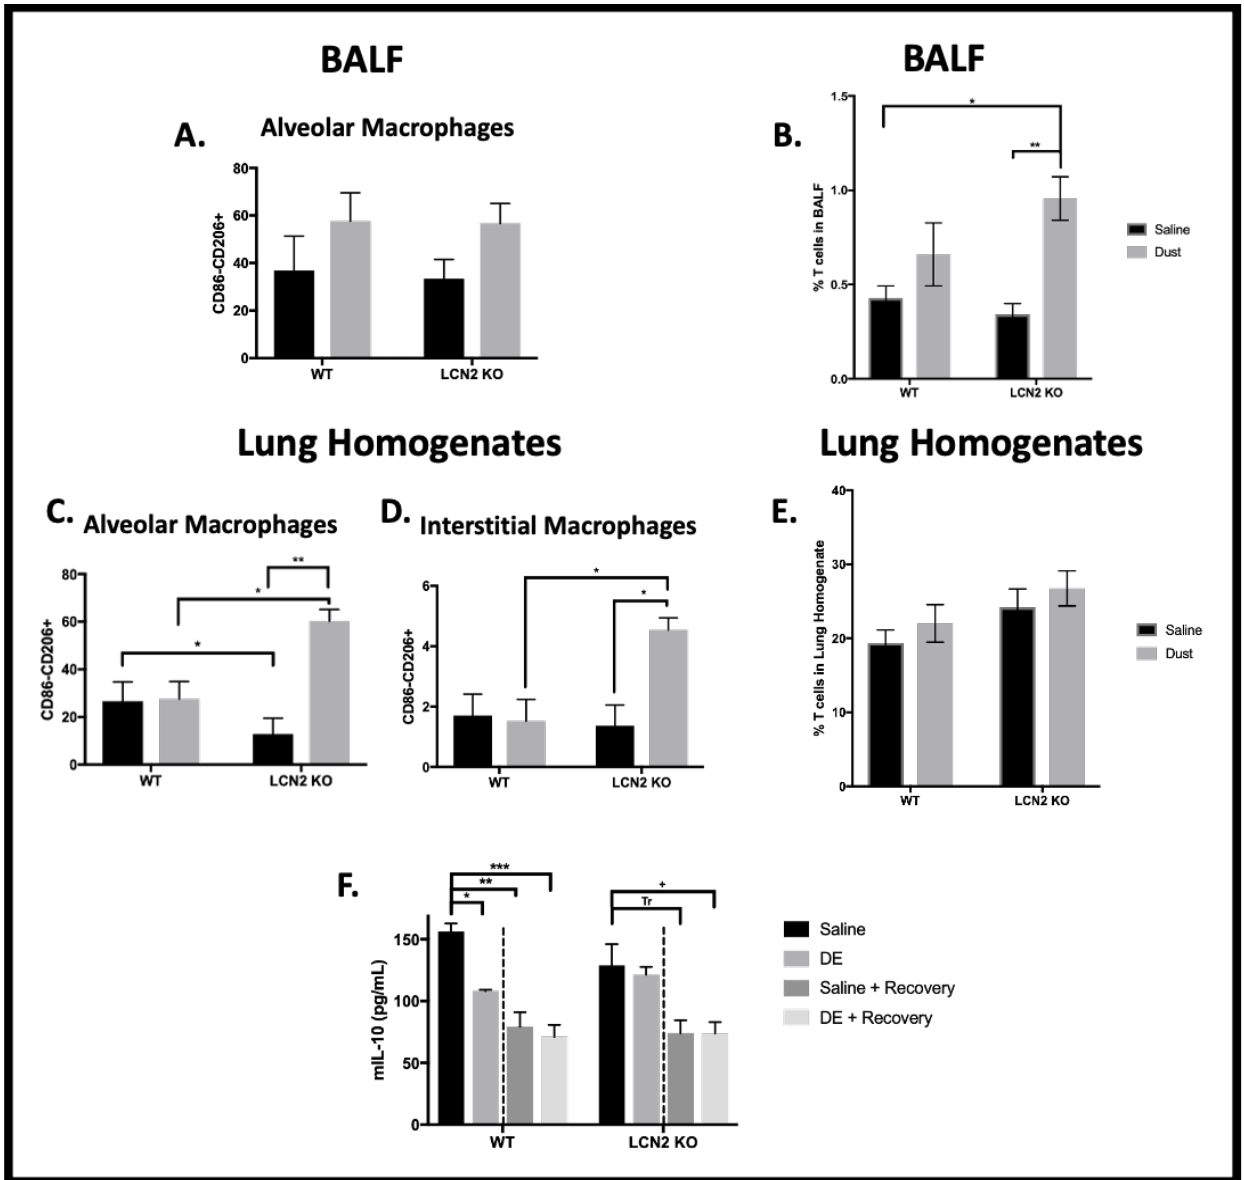 BALF
A.
Alveolar Macrophages
CD86-CD206+
80
60
40
20
0
WT
LCN2 KO
BALF
B.
% T cells in BALF
1.5
1.0
0.5
0.0
*
**
WT
LCN2 KO
Saline
Dust
Lung Homogenates
C.
Alveolar Macrophages
CD86-CD206+
80
60
40
20
0
**
*
*
WT
LCN2 KO
D.
Interstitial Macrophages
CD86-CD206+
6
4
2
0
*
*
WT
LCN2 KO
Lung Homogenates
E.
% T cells in Lung Homogenate
40
30
20
10
0
WT
LCN2 KO
Saline
Dust
F.
mIL-10 (pg/mL)
150
100
50
0
***
**
*
+
Tr
WT
LCN2 KO
Saline
DE
Saline + Recovery
DE + Recovery